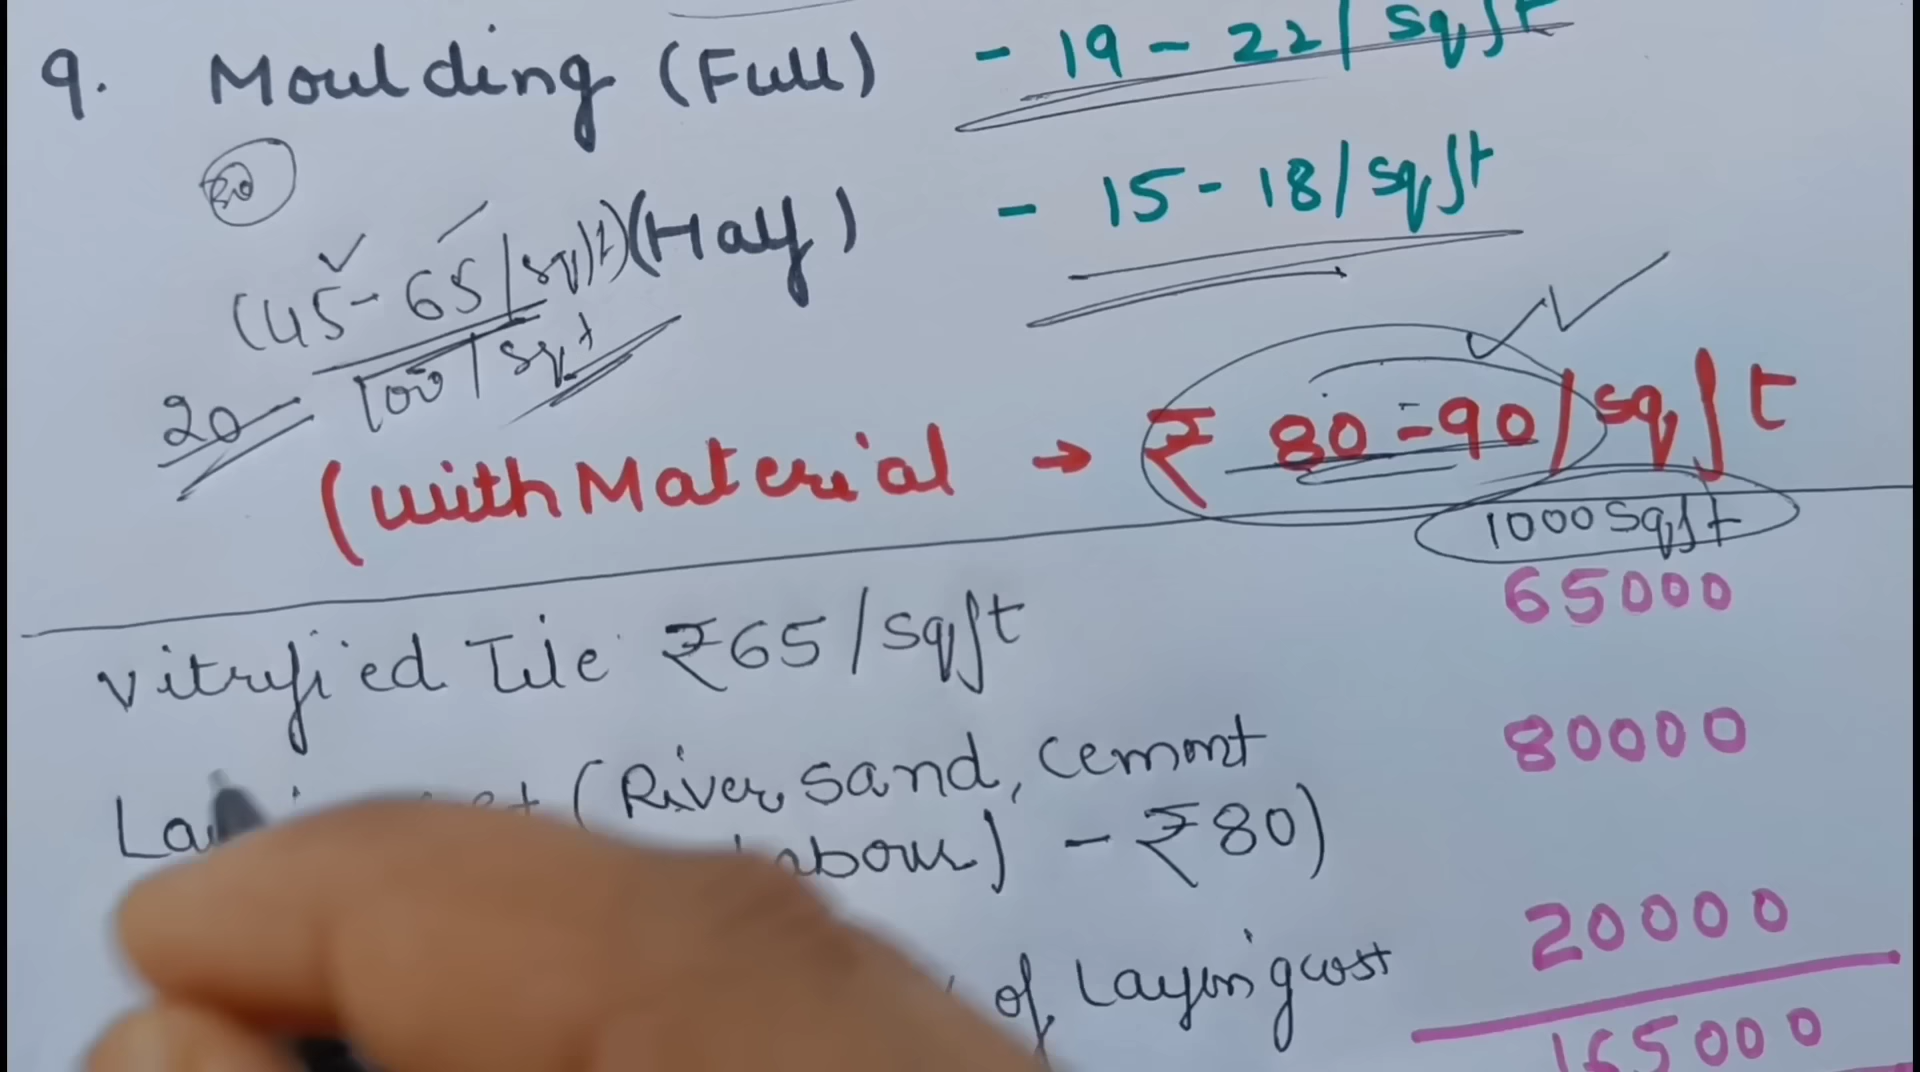 9. Moulding (Full) - 19 - 22/sqft
20
(45 - 65/sqft) (Half) - 15 - 18/sqft
100/sqft
20
(with Material → ₹ 80 - 90/sqft
1000 sqft
Vitrified Tile ₹65/sqft 65000
(River sand, Cement 80000
Labour) - ₹80)
of Laying cost 20000
165000